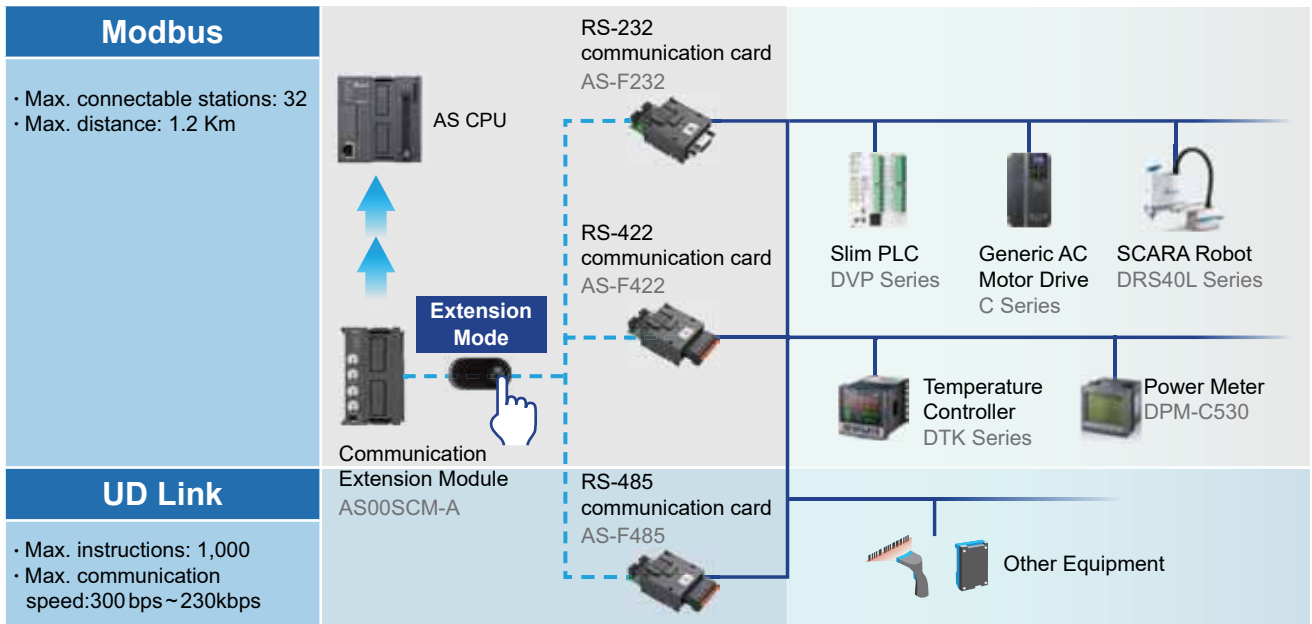 Modbus
· Max. connectable stations: 32
· Max. distance: 1.2 Km
UD Link
· Max. instructions: 1,000
· Max. communication
speed:300 bps~230kbps
AS CPU
Extension
Mode
Communication
Extension Module
AS00SCM-A
RS-232
communication card
AS-F232
RS-422
communication card
AS-F422
RS-485
communication card
AS-F485
Slim PLC
DVP Series
Generic AC
Motor Drive
C Series
SCARA Robot
DRS40L Series
Temperature
Controller
DTK Series
Power Meter
DPM-C530
Other Equipment